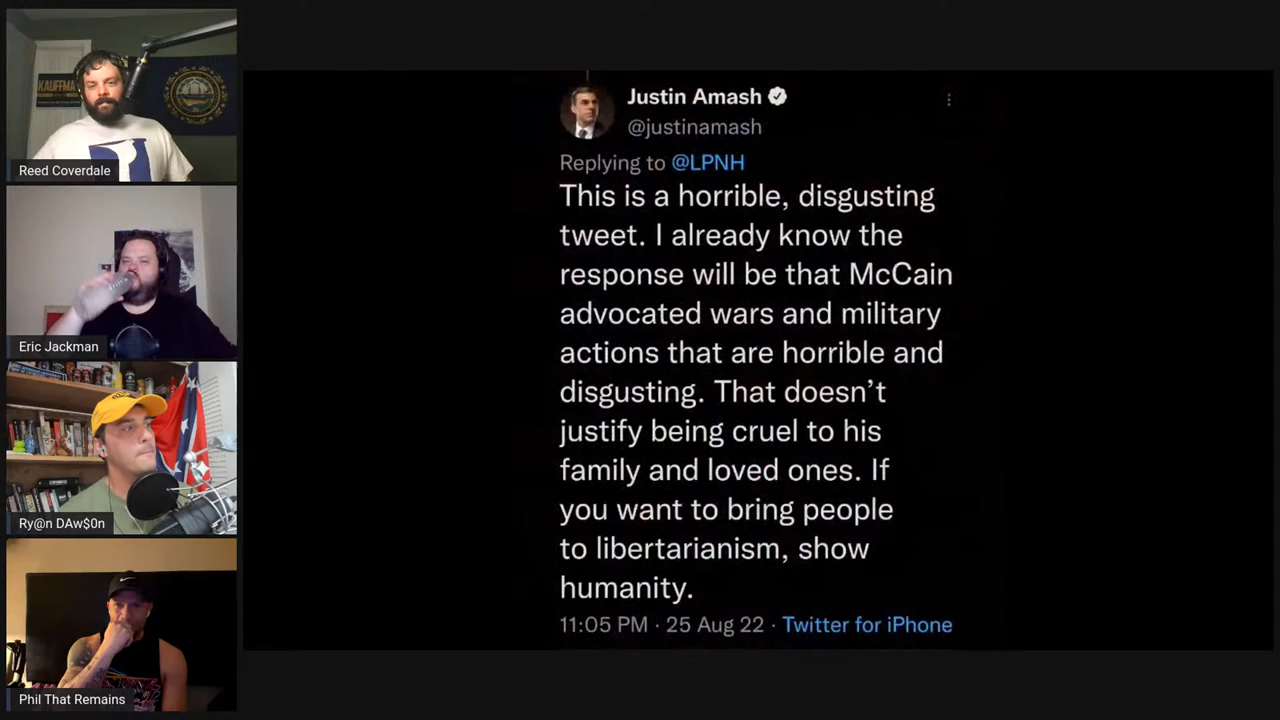 KAUFFMA
Reed Coverdale
Eric Jackman
Ry@n DAw$0n
Phil That Remains
Justin Amash
@justinamash
Replying to @LPNH
This is a horrible, disgusting
tweet. I already know the
response will be that McCain
advocated wars and military
actions that are horrible and
disgusting. That doesn’t
justify being cruel to his
family and loved ones. If
you want to bring people
to libertarianism, show
humanity.
11:05 PM · 25 Aug 22 · Twitter for iPhone